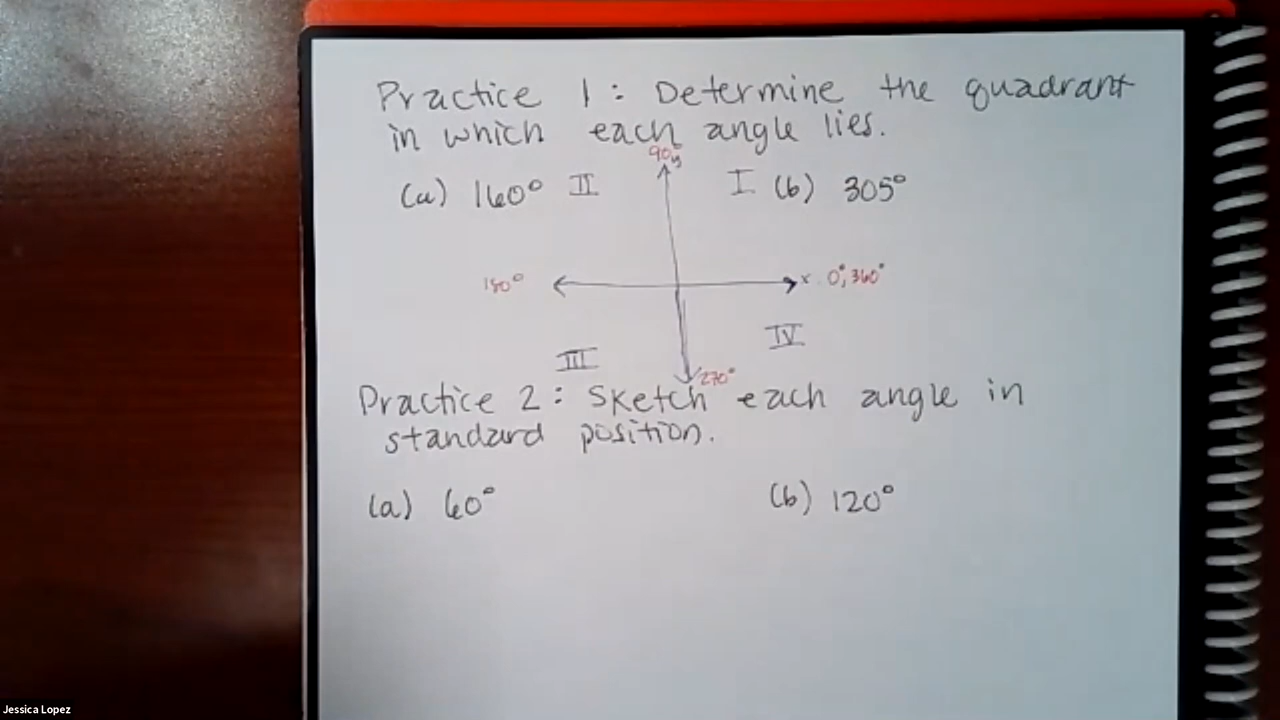 Practice 1: Determine the quadrant
in which each angle lies.
90° y
(a) 160° II I (b) 305°
180° x 0°, 360°
IV
III
270°
Practice 2: Sketch each angle in
standard position.
(a) 60° (b) 120°
Jessica Lopez